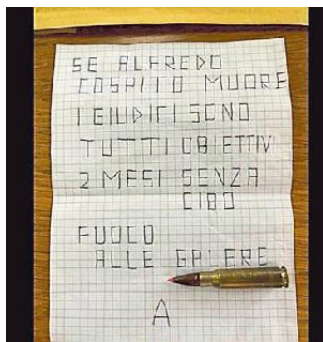 SE ALFREDO
COSPITO MUORE
I GIUDICI SONO
TUTTI OBIETTIV
2 MESI SENZA
CIBO
FUOCO
ALLE GALERE
A